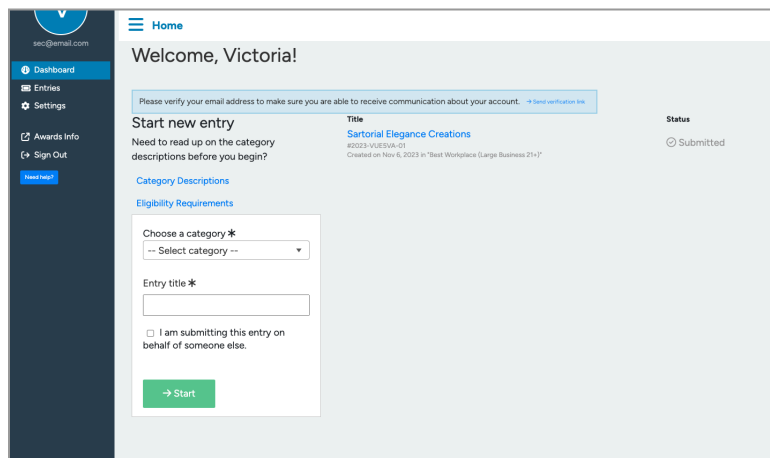 V
sec@email.com
Dashboard
Entries
Settings
Awards Info
Sign Out
Need help?
Home
Welcome, Victoria!
Please verify your email address to make sure you are able to receive communication about your account. → Send verification link
Start new entry
Need to read up on the category
descriptions before you begin?
Category Descriptions
Eligibility Requirements
Choose a category *
-- Select category --
Entry title *
I am submitting this entry on
behalf of someone else.
→ Start
Title
Sartorial Elegance Creations
#2023-VUESVA-01
Created on Nov 6, 2023 in "Best Workplace (Large Business 21+)"
Status
Submitted